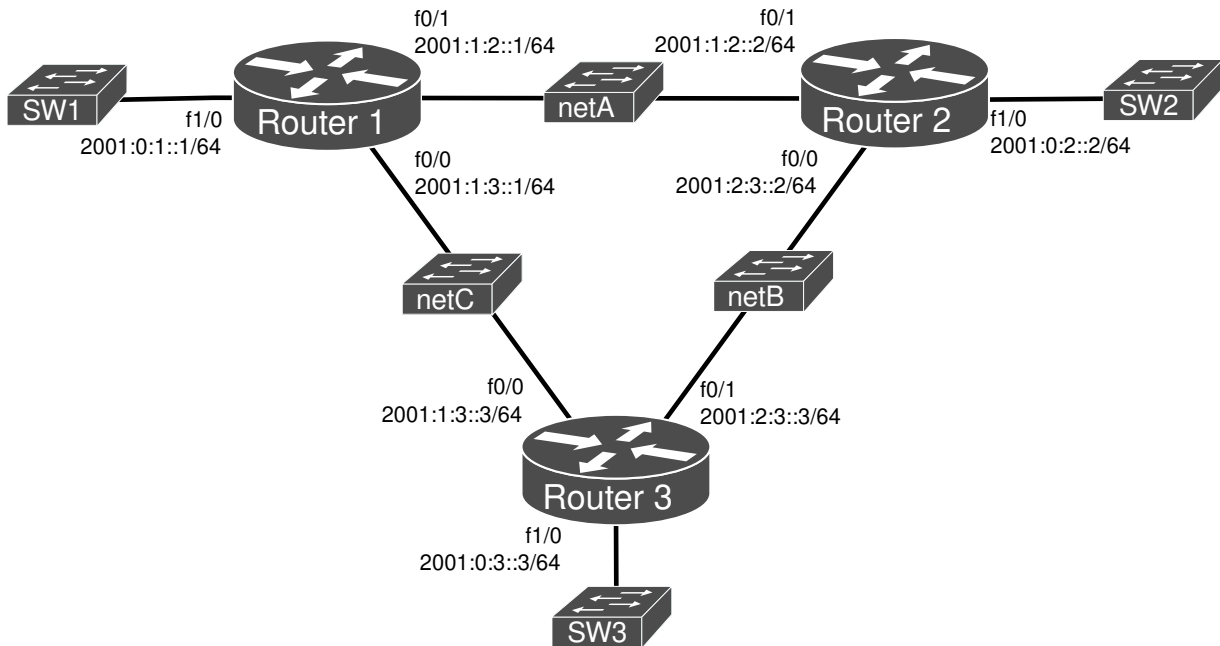 f0/1
2001:1:2::1/64
f0/1
2001:1:2::2/64
SW1
Router 1
netA
Router 2
SW2
f1/0
2001:0:1::1/64
f1/0
2001:0:2::2/64
f0/0
2001:1:3::1/64
f0/0
2001:2:3::2/64
netC
netB
f0/0
2001:1:3::3/64
f0/1
2001:2:3::3/64
Router 3
f1/0
2001:0:3::3/64
SW3